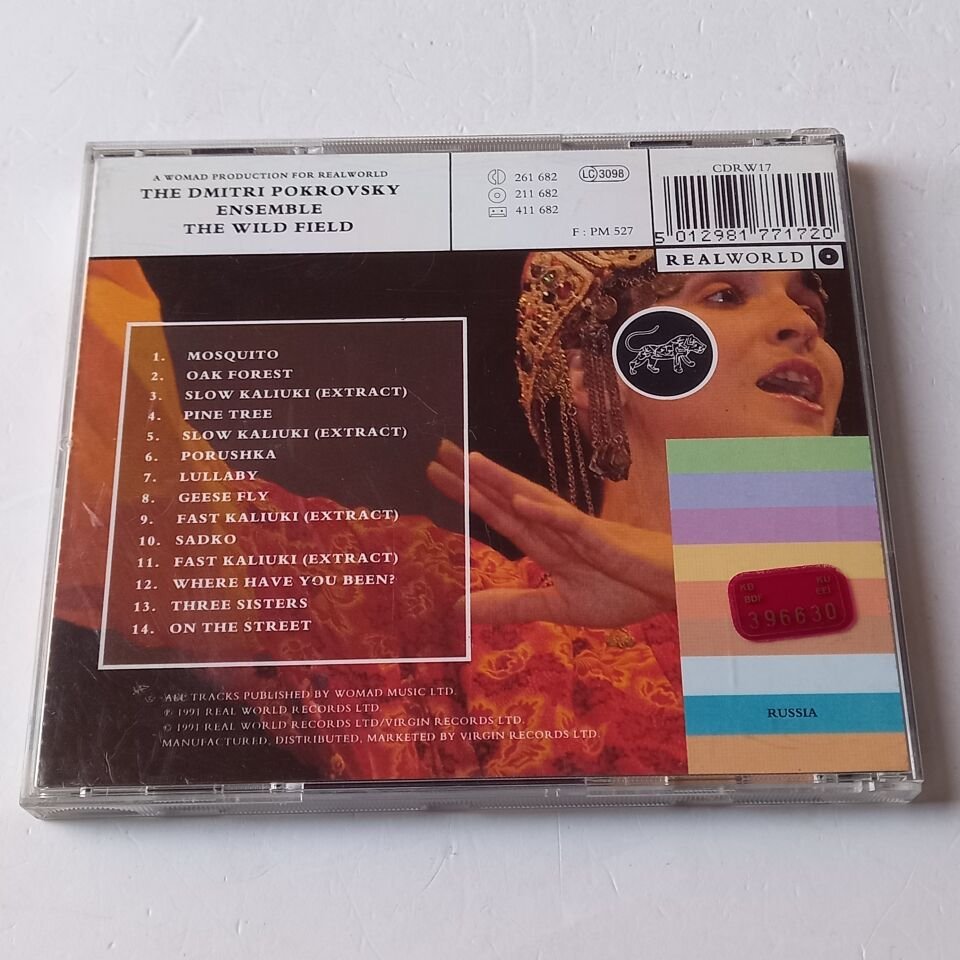 A WOMAD PRODUCTION FOR REALWORLD
THE DMITRI POKROVSKY
ENSEMBLE
THE WILD FIELD
261 682
211 682
411 682
LC 3098
F : PM 527
CDRW17
5 012981 771720
REALWORLD
1. MOSQUITO
2. OAK FOREST
3. SLOW KALIUKI (EXTRACT)
4. PINE TREE
5. SLOW KALIUKI (EXTRACT)
6. PORUSHKA
7. LULLABY
8. GEESE FLY
9. FAST KALIUKI (EXTRACT)
10. SADKO
11. FAST KALIUKI (EXTRACT)
12. WHERE HAVE YOU BEEN?
13. THREE SISTERS
14. ON THE STREET
KD KD
BDF
396630
RUSSIA
ALL TRACKS PUBLISHED BY WOMAD MUSIC LTD.
℗ 1991 REAL WORLD RECORDS LTD.
© 1991 REAL WORLD RECORDS LTD/VIRGIN RECORDS LTD.
MANUFACTURED, DISTRIBUTED, MARKETED BY VIRGIN RECORDS LTD.